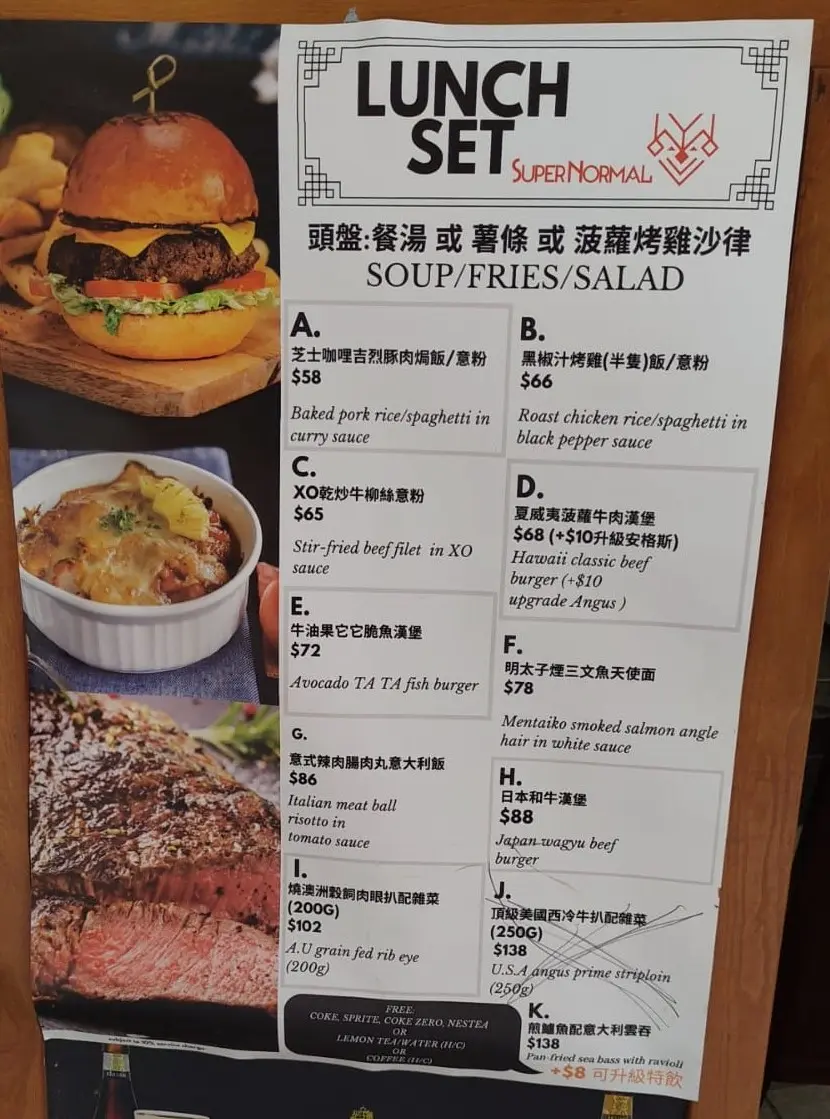 LUNCH
SET
SUPERNORMAL
頭盤:餐湯 或 薯條 或 菠蘿烤雞沙律
SOUP/FRIES/SALAD
A.
芝士咖哩吉烈豚肉焗飯/意粉
$58
Baked pork rice/spaghetti in
curry sauce
B.
黑椒汁烤雞(半隻)飯/意粉
$66
Roast chicken rice/spaghetti in
black pepper sauce
C.
XO乾炒牛柳絲意粉
$65
Stir-fried beef filet in XO
sauce
D.
夏威夷菠蘿牛肉漢堡
$68 (+$10升級安格斯)
Hawaii classic beef
burger (+$10
upgrade Angus )
E.
牛油果它它脆魚漢堡
$72
Avocado TA TA fish burger
F.
明太子煙三文魚天使面
$78
Mentaiko smoked salmon angle
hair in white sauce
G.
意式辣肉腸肉丸意大利飯
$86
Italian meat ball
risotto in
tomato sauce
H.
日本和牛漢堡
$88
Japan wagyu beef
burger
I.
燒澳洲穀飼肉眼扒配雜菜
(200G)
$102
A.U grain fed rib eye
(200g)
J.
頂級美國西冷牛扒配雜菜
(250G)
$138
U.S.A angus prime striploin
(250g)
K.
煎鱸魚配意大利雲吞
$138
Pan-fried sea bass with ravioli
+$8 可升級特飲
FREE:
COKE, SPRITE, COKE ZERO, NESTEA
OR
LEMON TEA/WATER (H/C)
OR
COFFEE (H/C)
subject to 10% service charge